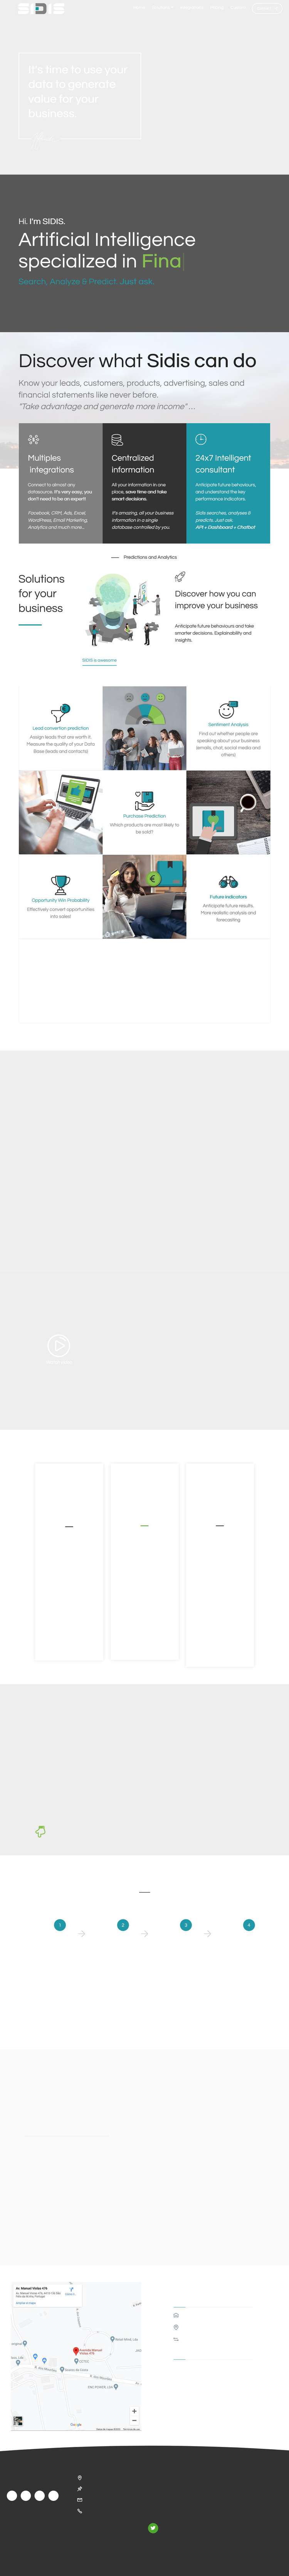 SIDIS
It's time to use your
data to generate
value for your
business.
Hi. I'm SIDIS.
Artificial Intelligence
specialized in Fina
Search, Analyze & Predict. Just ask.
Discover what Sidis can do
Know your leads, customers, products, advertising, sales and
financial statements like never before.
"Take advantage and generate more income" ...
Multiples
integrations
Connect to almost any
datasource. It's very easy, you
don't need to be an expert!
Facebook, CRM, Ads, Excel,
WordPress, Email Marketing,
Analytics and much more...
Centralized
information
All your information in one
place, save time and take
smart decisions.
It's amazing, all of your business
information in a single
database controlled by you.
24x7 Intelligent
consultant
Anticipate future behaviours,
and understand the key
performance indicators.
Sidis searches, analyses &
predicts. Just ask.
API + Dashboard + Chatbot
Predictions and Analytics
Solutions
for your
business
SIDIS is awesome
Discover how you can
improve your business
Anticipate future behaviours and take
smarter decisions. Explainability and
insights.
Lead convertion prediction
Assign leads that are worth it.
Measure the quality of your Data
Base (leads and contacts)
Sentiment Analysis
Find out whether people are
speaking about your business
(emails, chat, social media and
others)
Purchase Prediction
Which products are most likely to
be sold?
Opportunity Win Probability
Effectively convert opportunities
into sales!
Future indicators
Anticipate future results.
More realistic analysis and
forecasting
1
2
3
4
Av. Manuel Violas 476